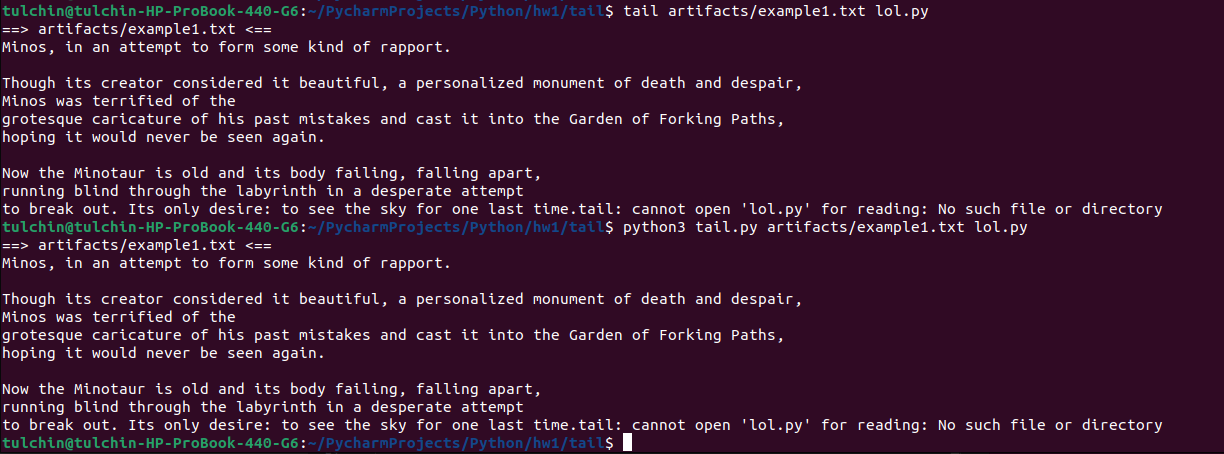 tulchin@tulchin-HP-ProBook-440-G6:~/PycharmProjects/Python/hw1/tail$ tail artifacts/example1.txt lol.py
==> artifacts/example1.txt <==
Minos, in an attempt to form some kind of rapport.

Though its creator considered it beautiful, a personalized monument of death and despair,
Minos was terrified of the
grotesque caricature of his past mistakes and cast it into the Garden of Forking Paths,
hoping it would never be seen again.

Now the Minotaur is old and its body failing, falling apart,
running blind through the labyrinth in a desperate attempt
to break out. Its only desire: to see the sky for one last time.tail: cannot open 'lol.py' for reading: No such file or directory
tulchin@tulchin-HP-ProBook-440-G6:~/PycharmProjects/Python/hw1/tail$ python3 tail.py artifacts/example1.txt lol.py
==> artifacts/example1.txt <==
Minos, in an attempt to form some kind of rapport.

Though its creator considered it beautiful, a personalized monument of death and despair,
Minos was terrified of the
grotesque caricature of his past mistakes and cast it into the Garden of Forking Paths,
hoping it would never be seen again.

Now the Minotaur is old and its body failing, falling apart,
running blind through the labyrinth in a desperate attempt
to break out. Its only desire: to see the sky for one last time.tail: cannot open 'lol.py' for reading: No such file or directory
tulchin@tulchin-HP-ProBook-440-G6:~/PycharmProjects/Python/hw1/tail$